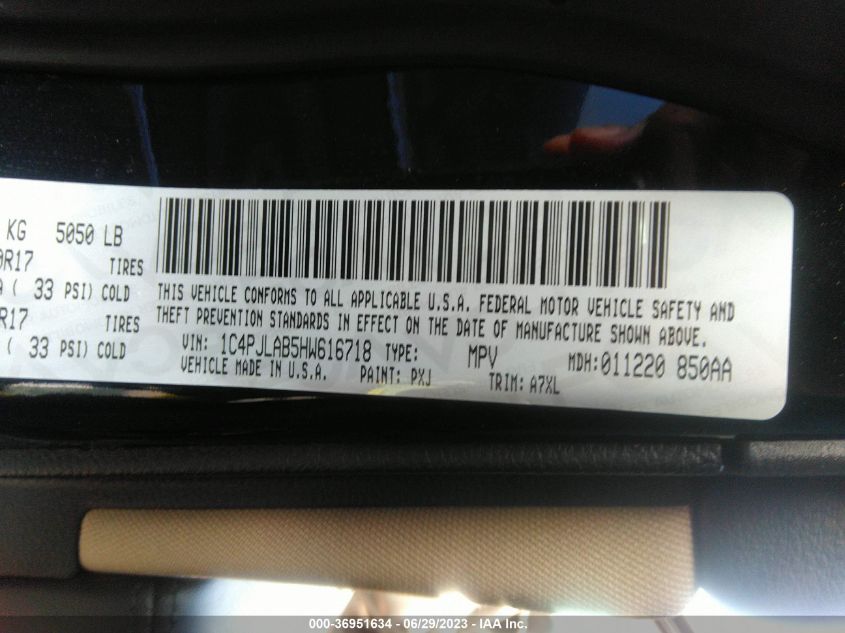 KG 5050 LB
R17 TIRES
( 33 PSI) COLD
R17 TIRES
( 33 PSI) COLD
THIS VEHICLE CONFORMS TO ALL APPLICABLE U.S.A. FEDERAL MOTOR VEHICLE SAFETY AND
THEFT PREVENTION STANDARDS IN EFFECT ON THE DATE OF MANUFACTURE SHOWN ABOVE.
VIN: 1C4PJLAB5HW616718 TYPE: MPV MDH:011220 850AA
VEHICLE MADE IN U.S.A. PAINT: PXJ TRIM: A7XL
000-36951634 - 06/29/2023 - © IAA Inc.